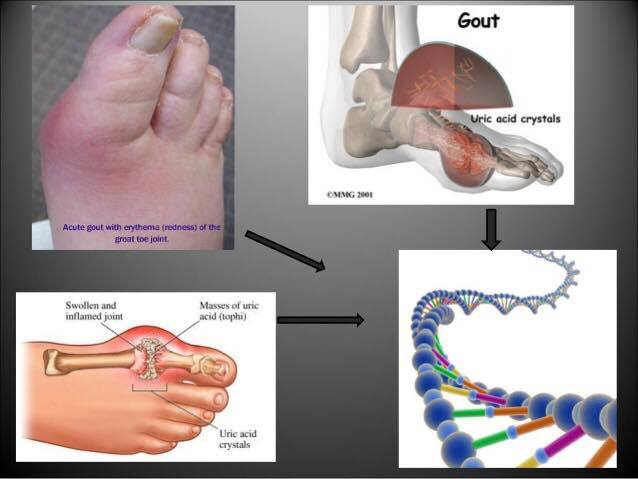 Gout
Uric acid crystals
©MMG 2001
Acute gout with erythema (redness) of the
great toe joint.
Swollen and
inflamed joint
Masses of uric
acid (tophi)
Uric acid
crystals